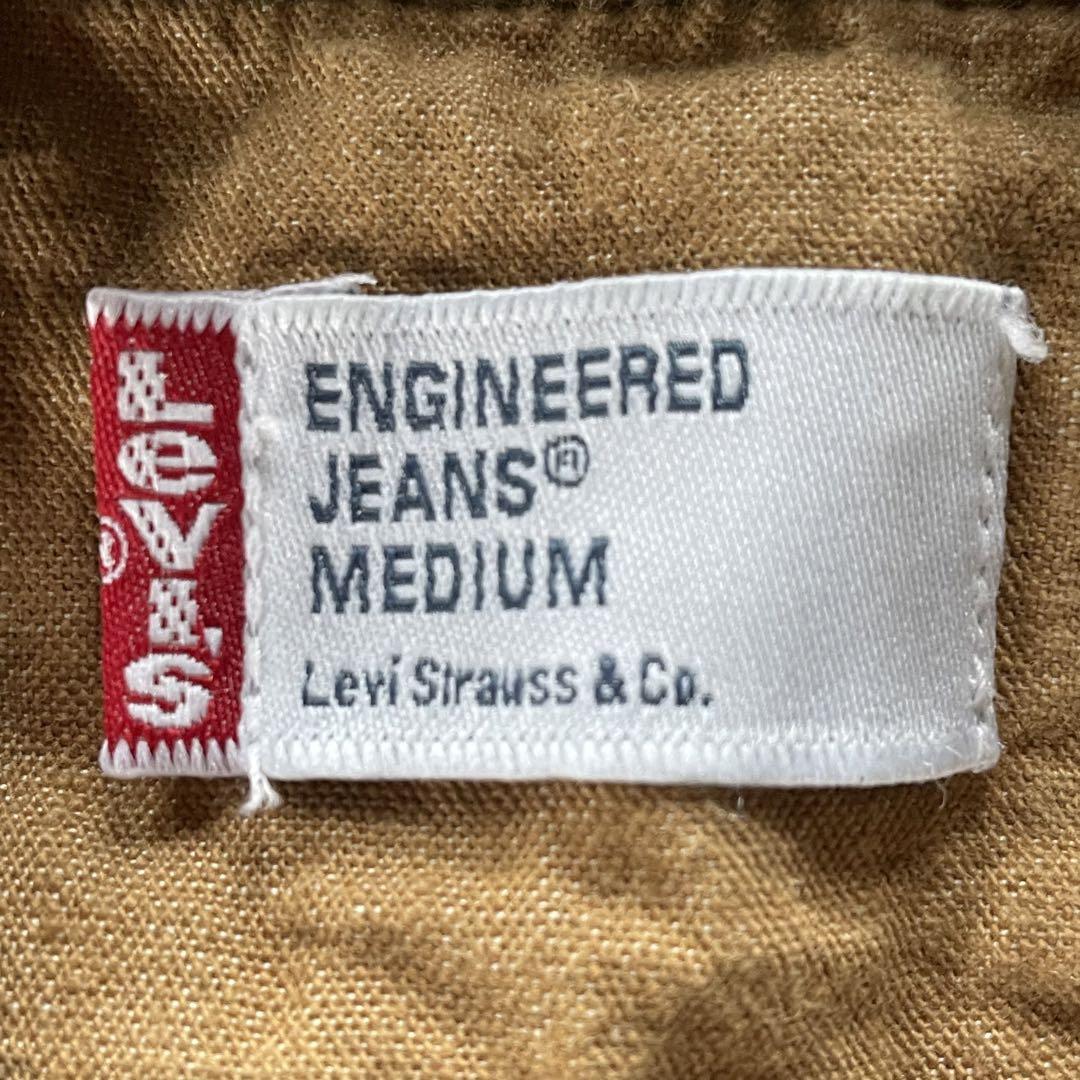 LeVI'S®
ENGINEERED
JEANS®
MEDIUM
Levi Strauss & Co.